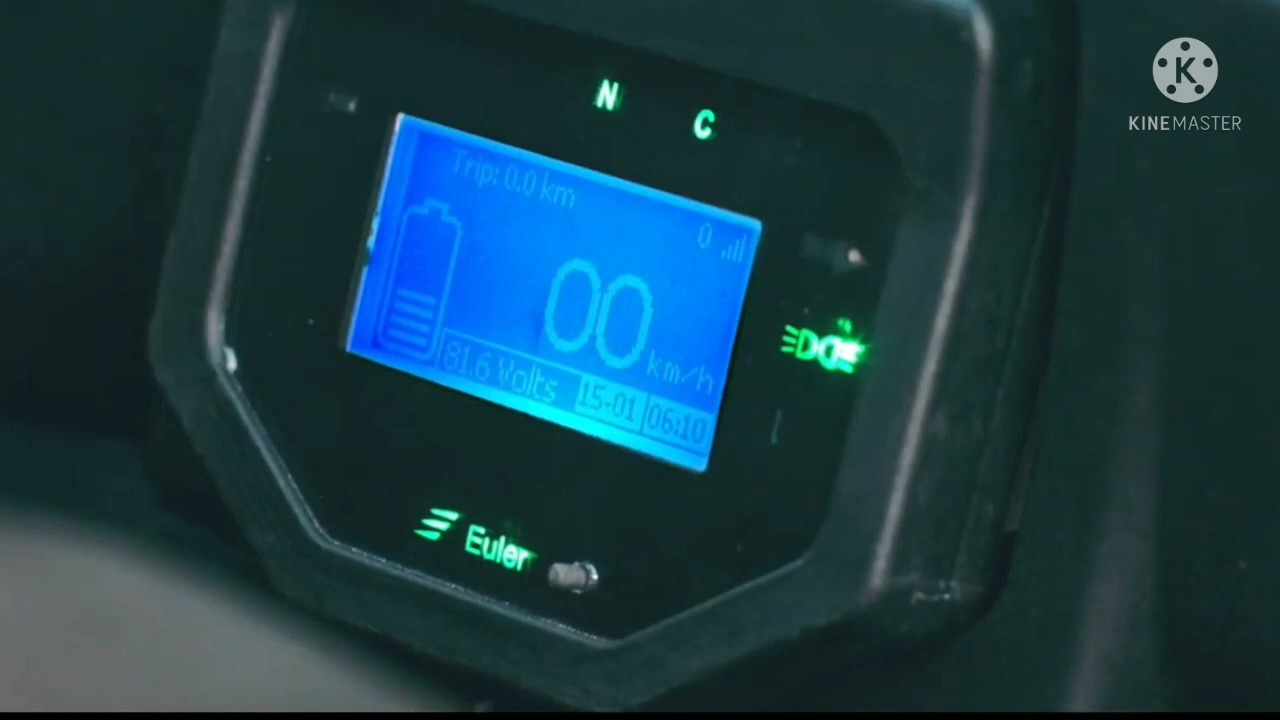 N C
Trip: 0.0 km
0
00 km/h
81.6 Volts 15-01 06:10
Euler
K
KINEMASTER